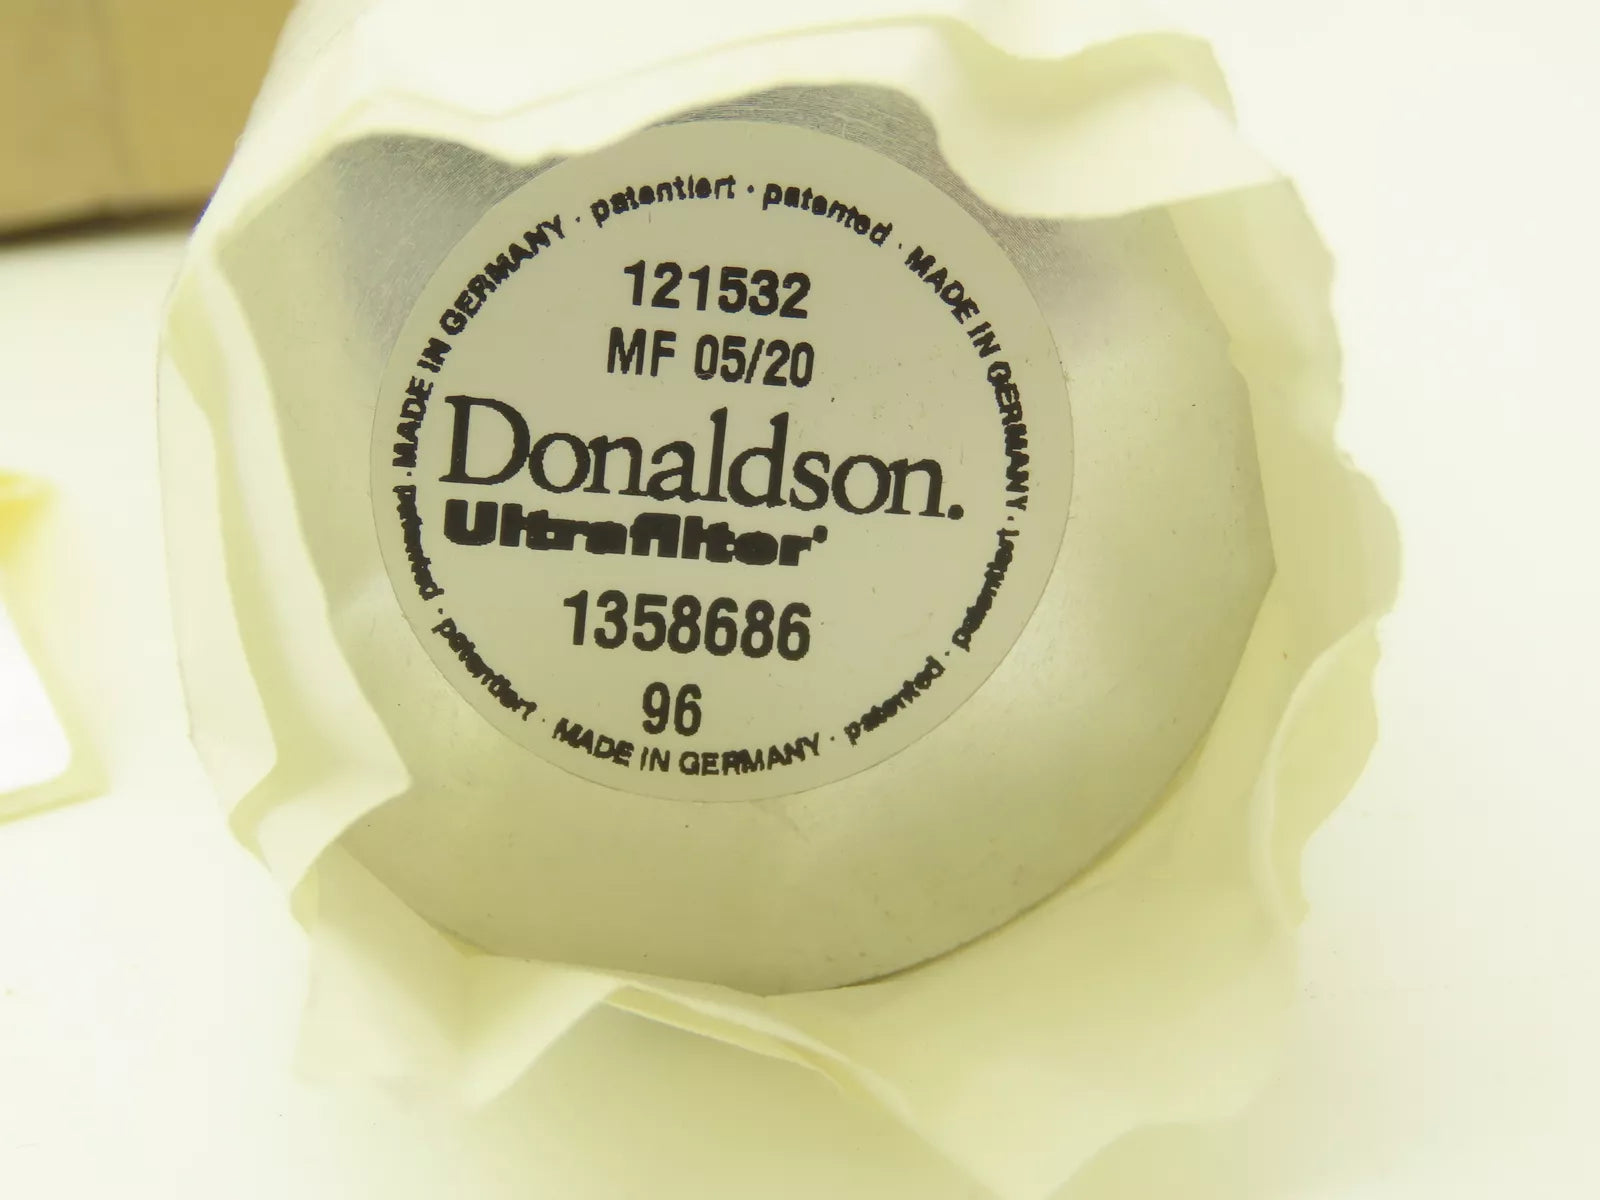 MADE IN GERMANY · patentiert · patented · MADE IN GERMANY · patentiert · patented · MADE IN GERMANY · patentiert · patented ·
121532
MF 05/20
Donaldson.
Ultrafilter
1358686
96